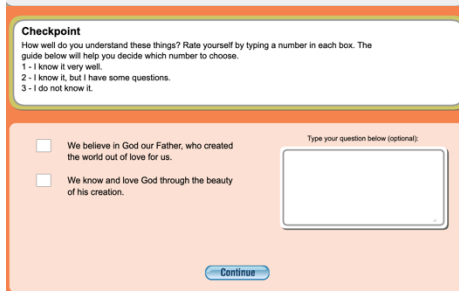 Checkpoint
How well do you understand these things? Rate yourself by typing a number in each box. The
guide below will help you decide which number to choose.
1 - I know it very well.
2 - I know it, but I have some questions.
3 - I do not know it.
We believe in God our Father, who created
the world out of love for us.
We know and love God through the beauty
of his creation.
Type your question below (optional):
Continue